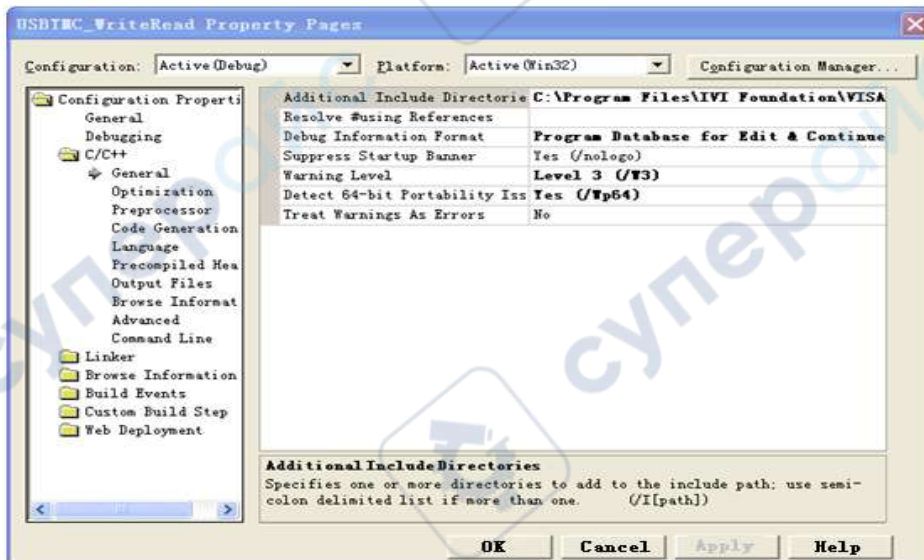 USBTMC_WriteRead Property Pages
Configuration: Active(Debug) Platform: Active(Win32) Configuration Manager...
Configuration Properti
General
Debugging
C/C++
General
Optimization
Preprocessor
Code Generation
Language
Precompiled Hea
Output Files
Browse Informat
Advanced
Command Line
Linker
Browse Information
Build Events
Custom Build Step
Web Deployment
Additional Include Directorie C:\Program Files\IVI Foundation\VISA
Resolve #using References
Debug Information Format Program Database for Edit & Continue
Suppress Startup Banner Yes (/nologo)
Warning Level Level 3 (/W3)
Detect 64-bit Portability Iss Yes (/Wp64)
Treat Warnings As Errors No
AdditionalIncludeDirectories
Specifies one or more directories to add to the include path; use semi-
colon delimited list if more than one. (/I[path])
OK Cancel Apply Help
суперайс
супер